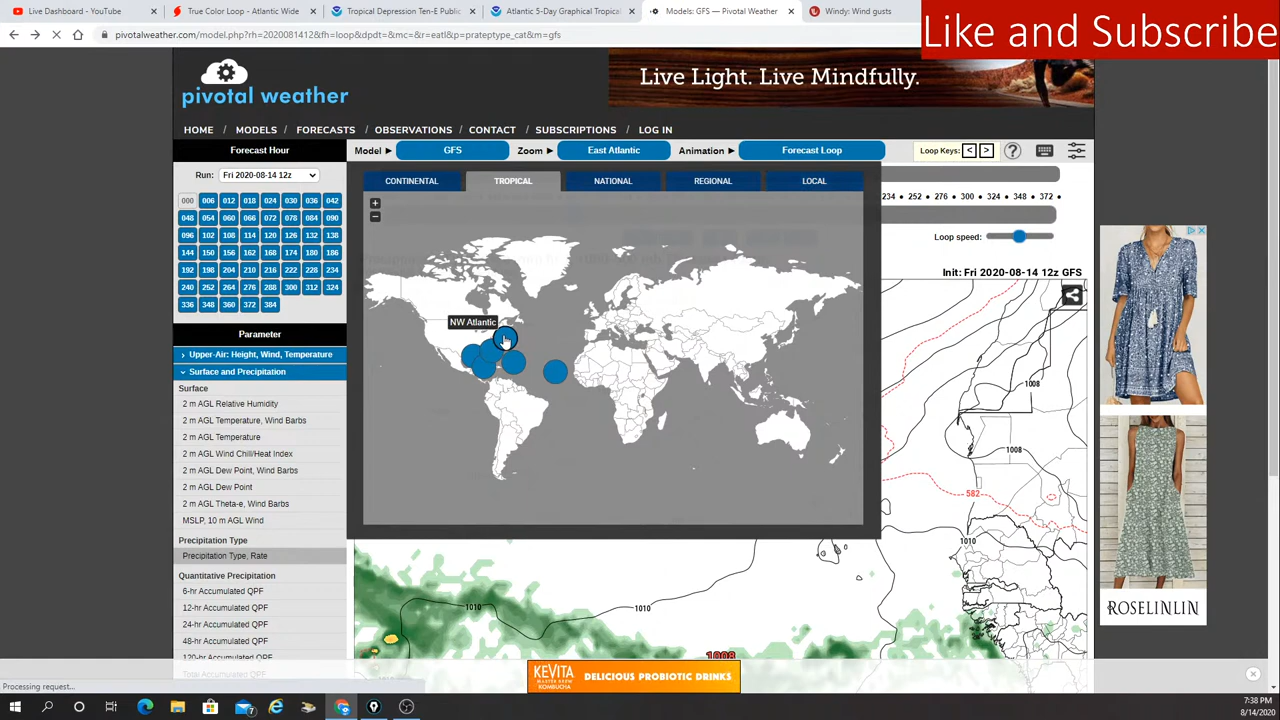 Live Dashboard - YouTube
True Color Loop - Atlantic Wide
Tropical Depression Ten-E Public
Atlantic 5-Day Graphical Tropical
Models: GFS — Pivotal Weather
Windy: Wind gusts
Like and Subscribe
pivotalweather.com/model.php?rh=2020081412&fh=loop&dpdt=&mc=&r=eatl&p=prateptype_cat&m=gfs
pivotal weather
Live Light. Live Mindfully.
HOME / MODELS / FORECASTS / OBSERVATIONS / CONTACT / SUBSCRIPTIONS / LOG IN
Forecast Hour
Model ▶ GFS Zoom ▶ East Atlantic Animation ▶ Forecast Loop Loop Keys: < > ?
Run: Fri 2020-08-14 12z
CONTINENTAL TROPICAL NATIONAL REGIONAL LOCAL
000 006 012 018 024 030 036 042
048 054 060 066 072 078 084 090
096 102 108 114 120 126 132 138
144 150 156 162 168 174 180 186
192 198 204 210 216 222 228 234
240 252 264 276 288 300 312 324
336 348 360 372 384
+
−
234 252 276 300 324 348 372
Loop speed:
Init: Fri 2020-08-14 12z GFS
NW Atlantic
Parameter
Upper-Air: Height, Wind, Temperature
Surface and Precipitation
Surface
2 m AGL Relative Humidity
2 m AGL Temperature, Wind Barbs
2 m AGL Temperature
2 m AGL Wind Chill/Heat Index
2 m AGL Dew Point, Wind Barbs
2 m AGL Dew Point
2 m AGL Theta-e, Wind Barbs
MSLP, 10 m AGL Wind
Precipitation Type
Precipitation Type, Rate
Quantitative Precipitation
6-hr Accumulated QPF
12-hr Accumulated QPF
24-hr Accumulated QPF
48-hr Accumulated QPF
120-hr Accumulated QPF
Total Accumulated QPF
1008
1008
582
1010
1010
1010
1008
ROSELINLIN
KEVITA
MASTER BREW
KOMBUCHA
DELICIOUS PROBIOTIC DRINKS
Processing request...
7:38 PM
8/14/2020